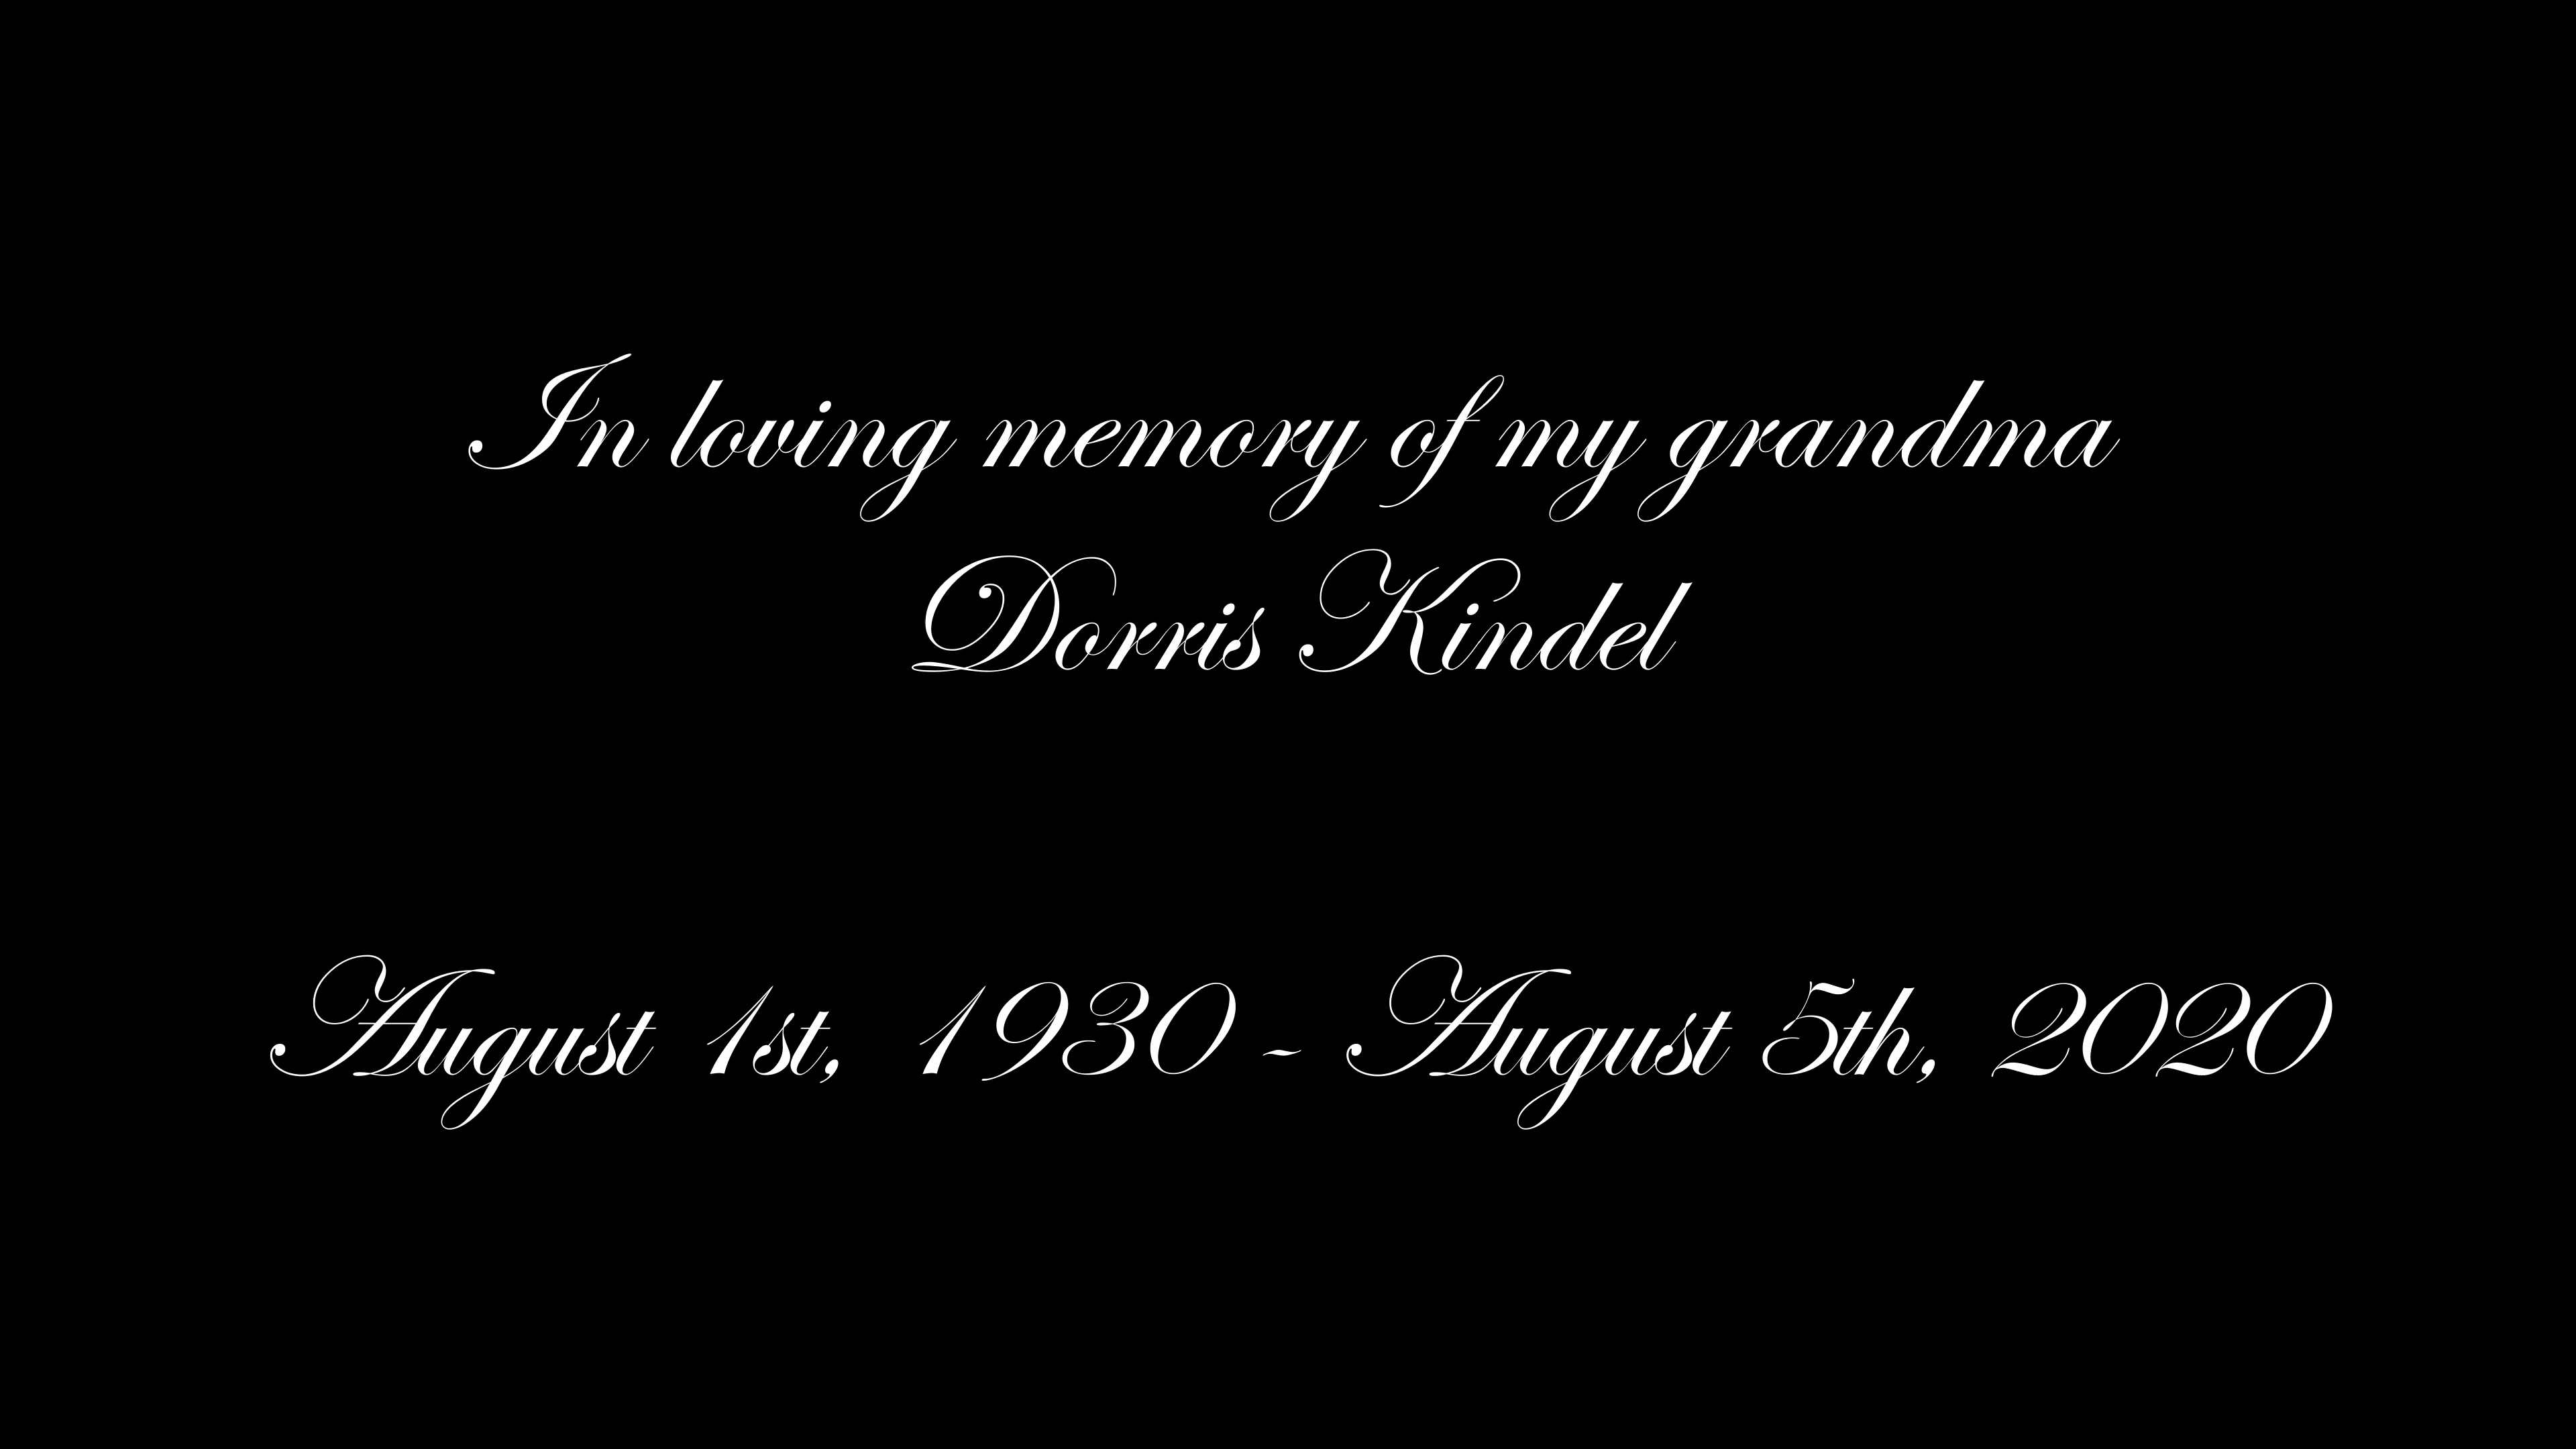 In loving memory of my grandma
Dorris Kindel
August 1st, 1930 - August 5th, 2020